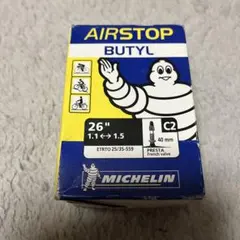 AIRSTOP
BUTYL
26"
1.1 ↔ 1.5
C2
40 mm
ETRTO 25/35-559
PRESTA
French valve
MICHELIN